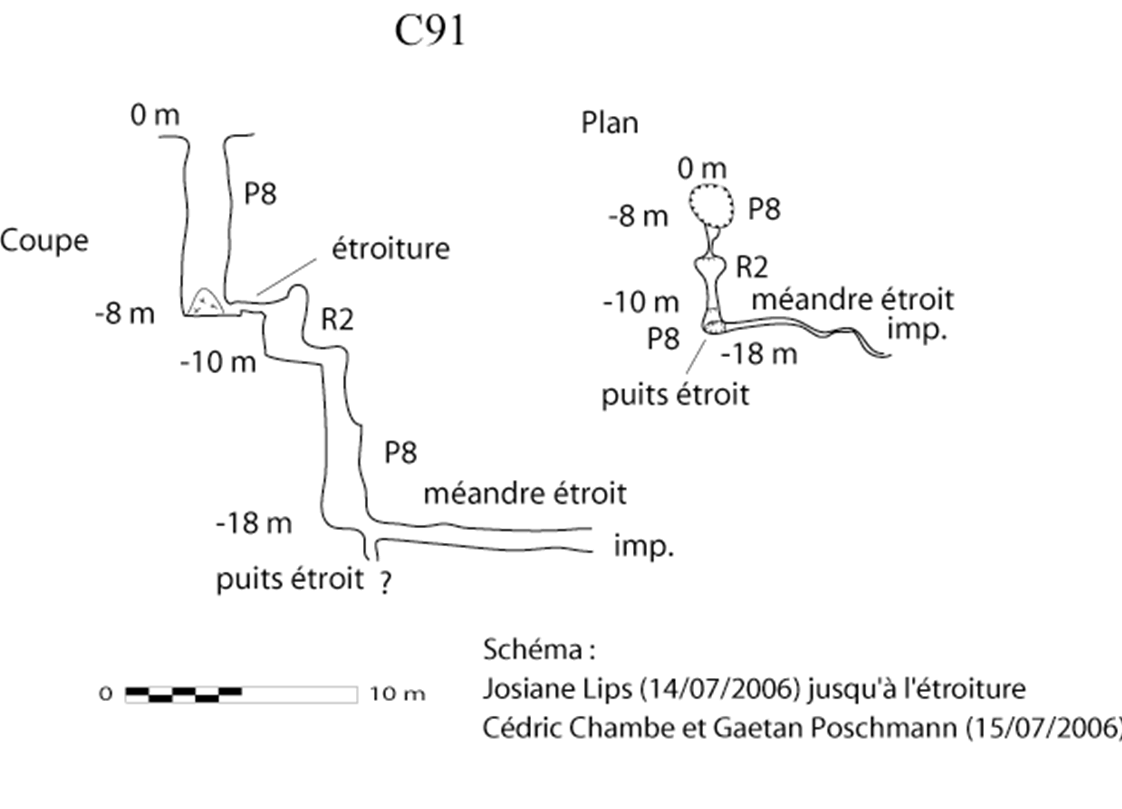 C91
Coupe
0 m
P8
étroiture
-8 m
R2
-10 m
P8
méandre étroit
-18 m
imp.
puits étroit ?
Plan
0 m
-8 m
P8
R2
-10 m
méandre étroit
imp.
P8
-18 m
puits étroit
0
10 m
Schéma :
Josiane Lips (14/07/2006) jusqu'à l'étroiture
Cédric Chambe et Gaetan Poschmann (15/07/2006)